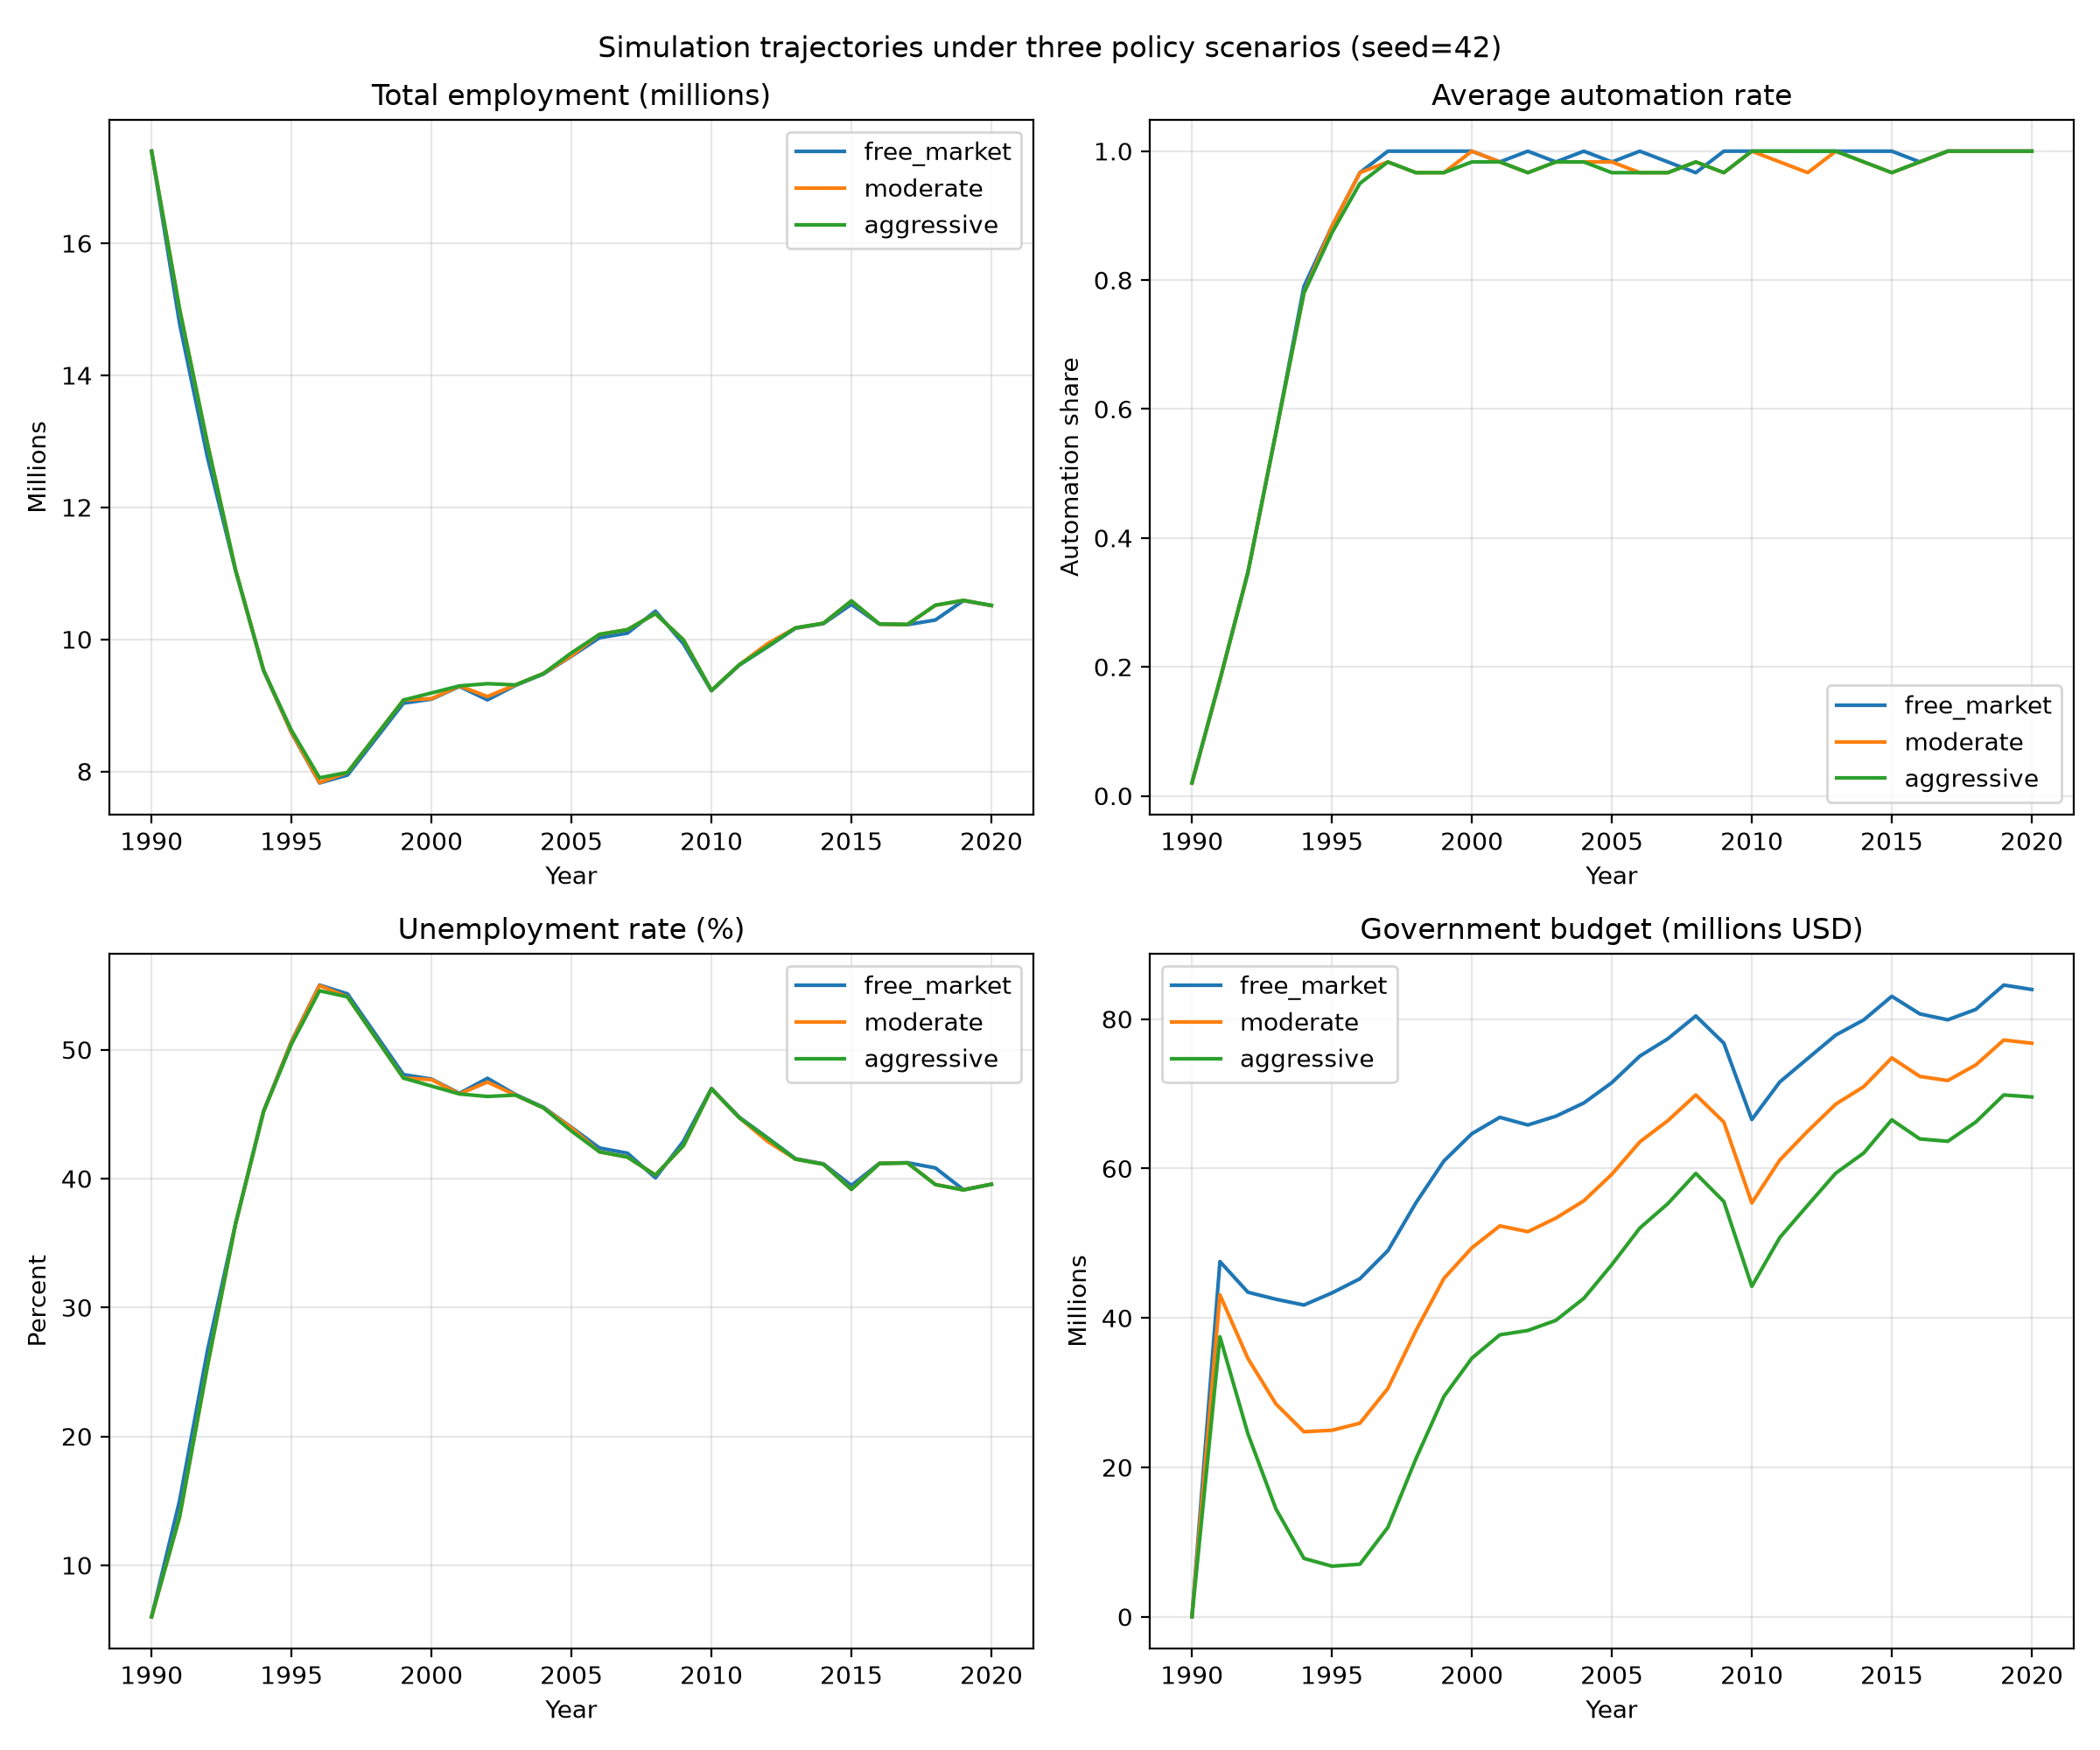 Simulation trajectories under three policy scenarios (seed=42)
Total employment (millions)
Millions
16
14
12
10
8
1990 1995 2000 2005 2010 2015 2020
Year
free_market
moderate
aggressive
Average automation rate
Automation share
1.0
0.8
0.6
0.4
0.2
0.0
1990 1995 2000 2005 2010 2015 2020
Year
free_market
moderate
aggressive
Unemployment rate (%)
Percent
50
40
30
20
10
1990 1995 2000 2005 2010 2015 2020
Year
free_market
moderate
aggressive
Government budget (millions USD)
Millions
80
60
40
20
0
1990 1995 2000 2005 2010 2015 2020
Year
free_market
moderate
aggressive